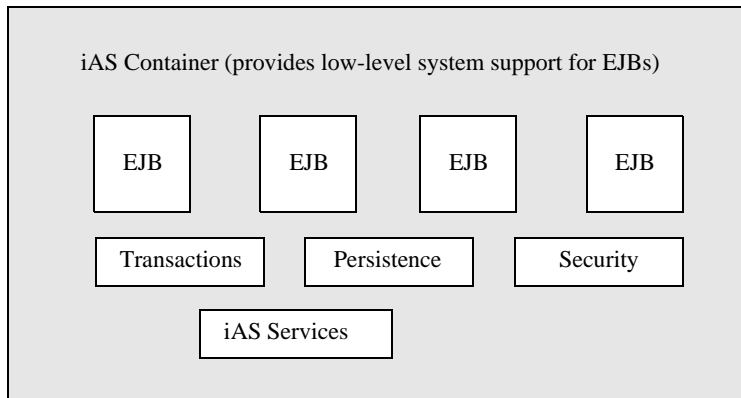 iAS Container (provides low-level system support for EJBs)
EJB EJB EJB EJB
Transactions Persistence Security
iAS Services